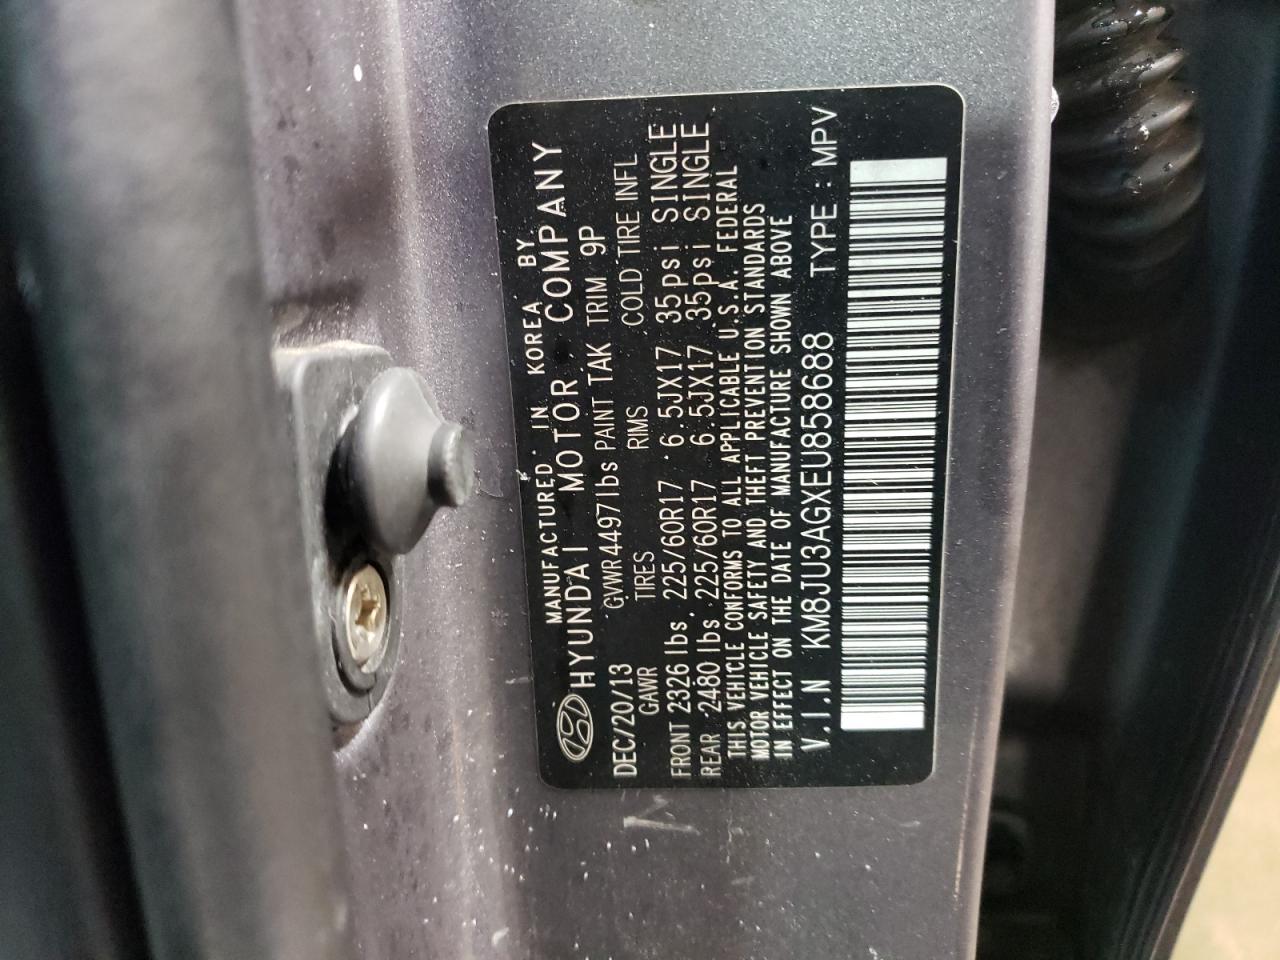 MANUFACTURED IN KOREA BY
HYUNDAI MOTOR COMPANY
DEC/20/13 GVWR 4497 lbs PAINT TAK TRIM 9P
GAWR TIRES RIMS COLD TIRE INFL
FRONT 2326 lbs. 225/60R17 6.5JX17 35psi SINGLE
REAR 2480 lbs. 225/60R17 6.5JX17 35psi SINGLE
THIS VEHICLE CONFORMS TO ALL APPLICABLE U.S.A. FEDERAL
MOTOR VEHICLE SAFETY AND THEFT PREVENTION STANDARDS
IN EFFECT ON THE DATE OF MANUFACTURE SHOWN ABOVE
V.I.N KM8JU3AGXEU858688 TYPE : MPV